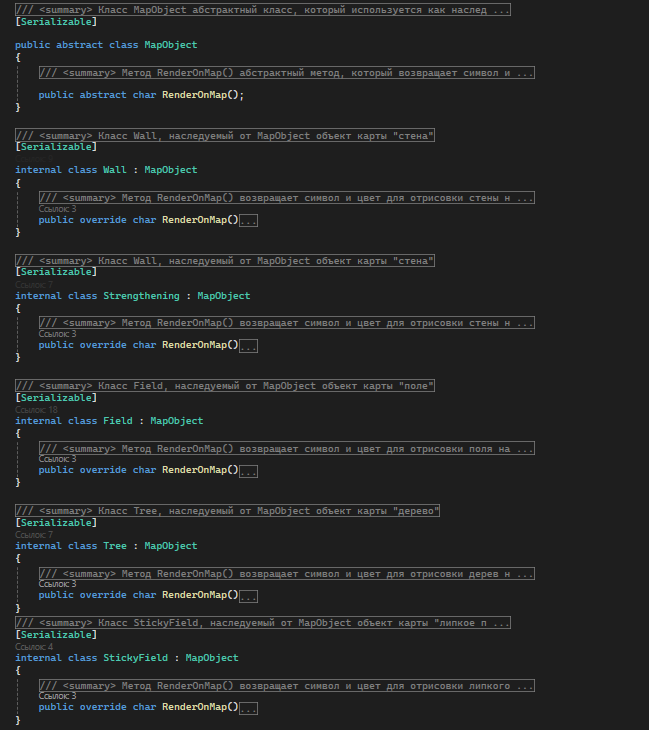 /// <summary> Класс MapObject абстрактный класс, который используется как наслед ...
[Serializable]
public abstract class MapObject
{
/// <summary> Метод RenderOnMap() абстрактный метод, который возвращает символ и ...
public abstract char RenderOnMap();
}
/// <summary> Класс Wall, наследуемый от MapObject объект карты "стена"
[Serializable]
internal class Wall : MapObject
{
/// <summary> Метод RenderOnMap() возвращает символ и цвет для отрисовки стены н ...
Ссылок: 3
public override char RenderOnMap()...
}
/// <summary> Класс Wall, наследуемый от MapObject объект карты "стена"
[Serializable]
Ссылок: 7
internal class Strengthening : MapObject
{
/// <summary> Метод RenderOnMap() возвращает символ и цвет для отрисовки стены н ...
Ссылок: 3
public override char RenderOnMap()...
}
/// <summary> Класс Field, наследуемый от MapObject объект карты "поле"
[Serializable]
Ссылок: 18
internal class Field : MapObject
{
/// <summary> Метод RenderOnMap() возвращает символ и цвет для отрисовки поля на ...
Ссылок: 3
public override char RenderOnMap()...
}
/// <summary> Класс Tree, наследуемый от MapObject объект карты "дерево"
[Serializable]
Ссылок: 7
internal class Tree : MapObject
{
/// <summary> Метод RenderOnMap() возвращает символ и цвет для отрисовки дерев н ...
Ссылок: 3
public override char RenderOnMap()...
}
/// <summary> Класс StickyField, наследуемый от MapObject объект карты "липкое п ...
[Serializable]
Ссылок: 4
internal class StickyField : MapObject
{
/// <summary> Метод RenderOnMap() возвращает символ и цвет для отрисовки липкого ...
Ссылок: 3
public override char RenderOnMap()...
}